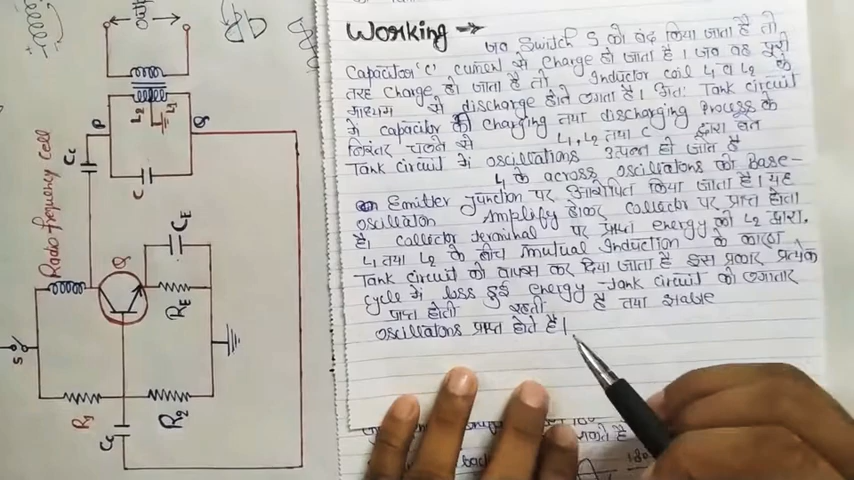 Working →
जब Switch S को बंद किया जाता है तो
Capacitor 'C' current से charge हो जाता है। जब वह पूरी
तरह charge हो जाता है तो Inductor coil L1 व L2 के
माध्यम से discharge होने लगता है। अतः Tank circuit
में capacitor की charging तथा discharging Process के
निरंतर चलने से L1, L2 तथा C द्वारा बने
Tank circuit में oscillations उत्पन्न हो जाते हैं
L1 के across oscillations को Base-
Emitter Junction पर आरोपित किया जाता है। यह
oscillation Amplify होकर collector पर प्राप्त होता
है। collector terminal पर प्राप्त energy को L2 द्वारा
L1 तथा L2 के बीच mutual Induction के कारण
Tank circuit को वापस कर दिया जाता है इस प्रकार प्रत्येक
cycle में loss हुई energy Tank circuit को लगातार
प्राप्त होती रहती है तथा stable
oscillations प्राप्त होते हैं।
Output
P
L2
L1
Q
C
Cc
Radio frequency cell
Q
CE
RE
S
R1
R2
Cc